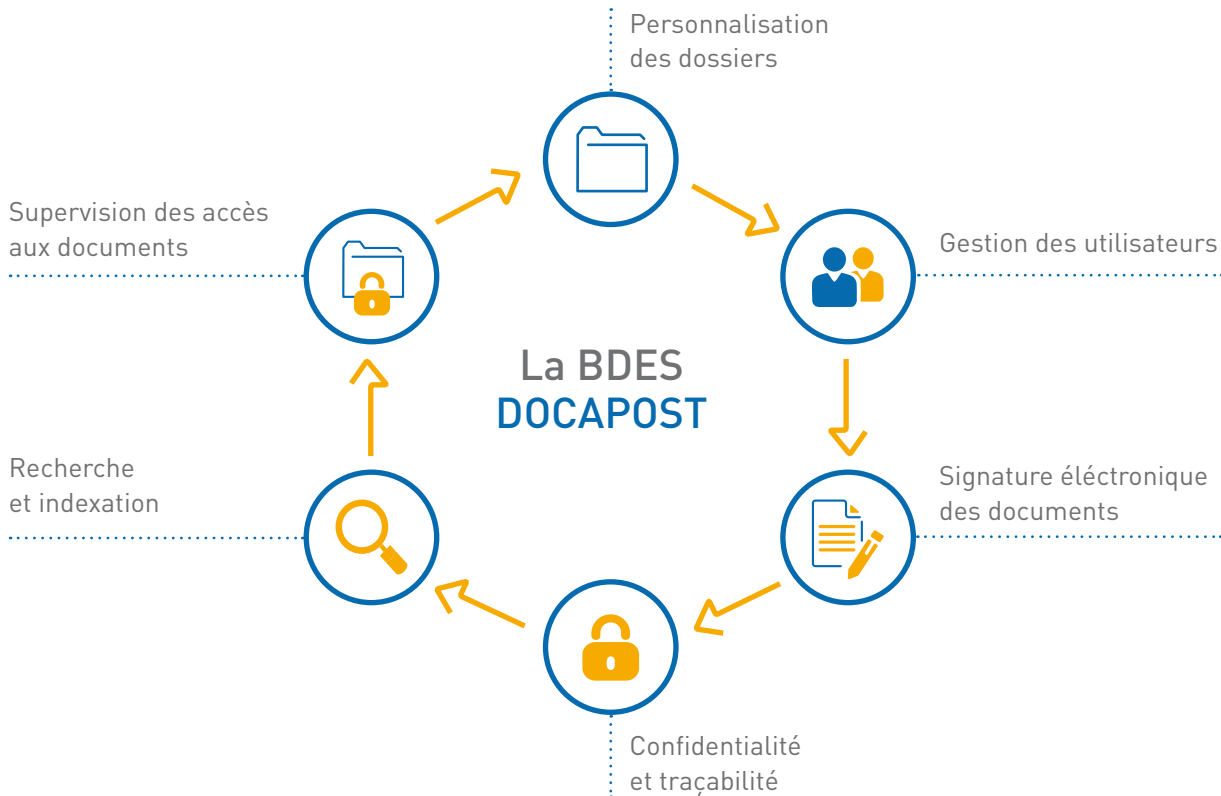 Personnalisation
des dossiers
Supervision des accès
aux documents
Gestion des utilisateurs
La BDES
DOCAPOST
Recherche
et indexation
Signature éléctronique
des documents
Confidentialité
et traçabilité